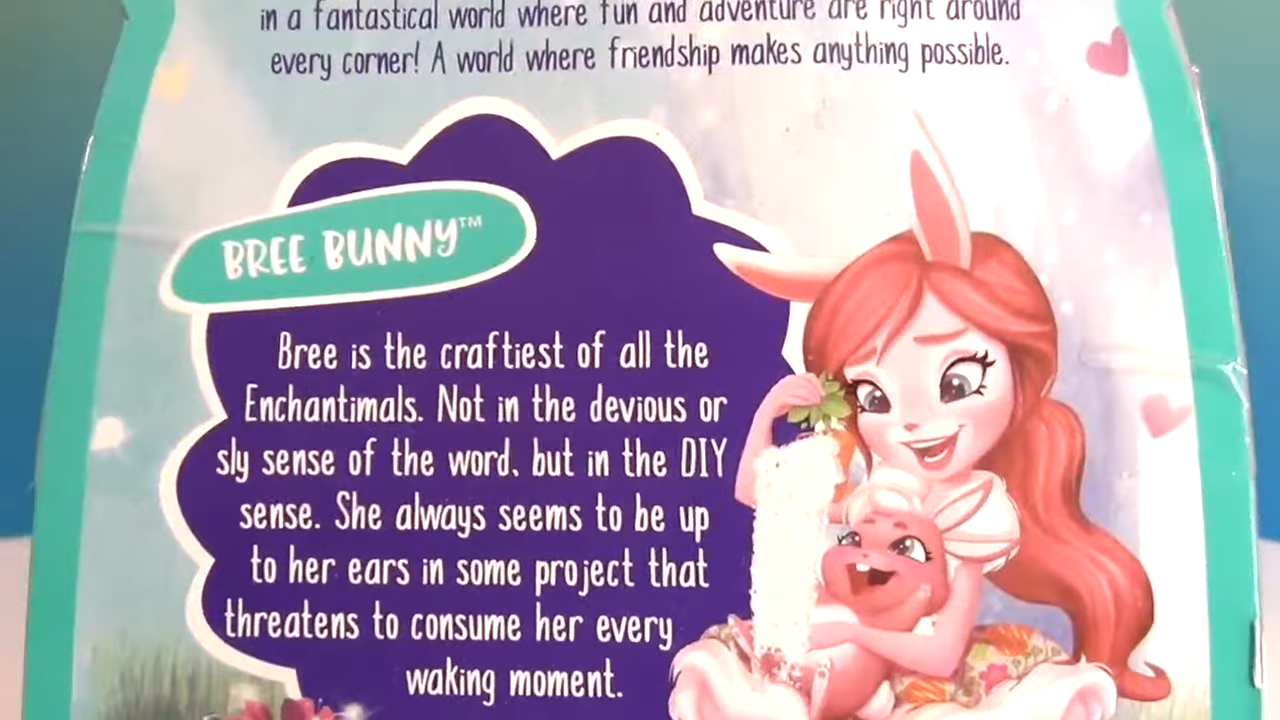 in a fantastical world where fun and adventure are right around
every corner! A world where friendship makes anything possible.
BREE BUNNY™
Bree is the craftiest of all the
Enchantimals. Not in the devious or
sly sense of the word, but in the DIY
sense. She always seems to be up
to her ears in some project that
threatens to consume her every
waking moment.